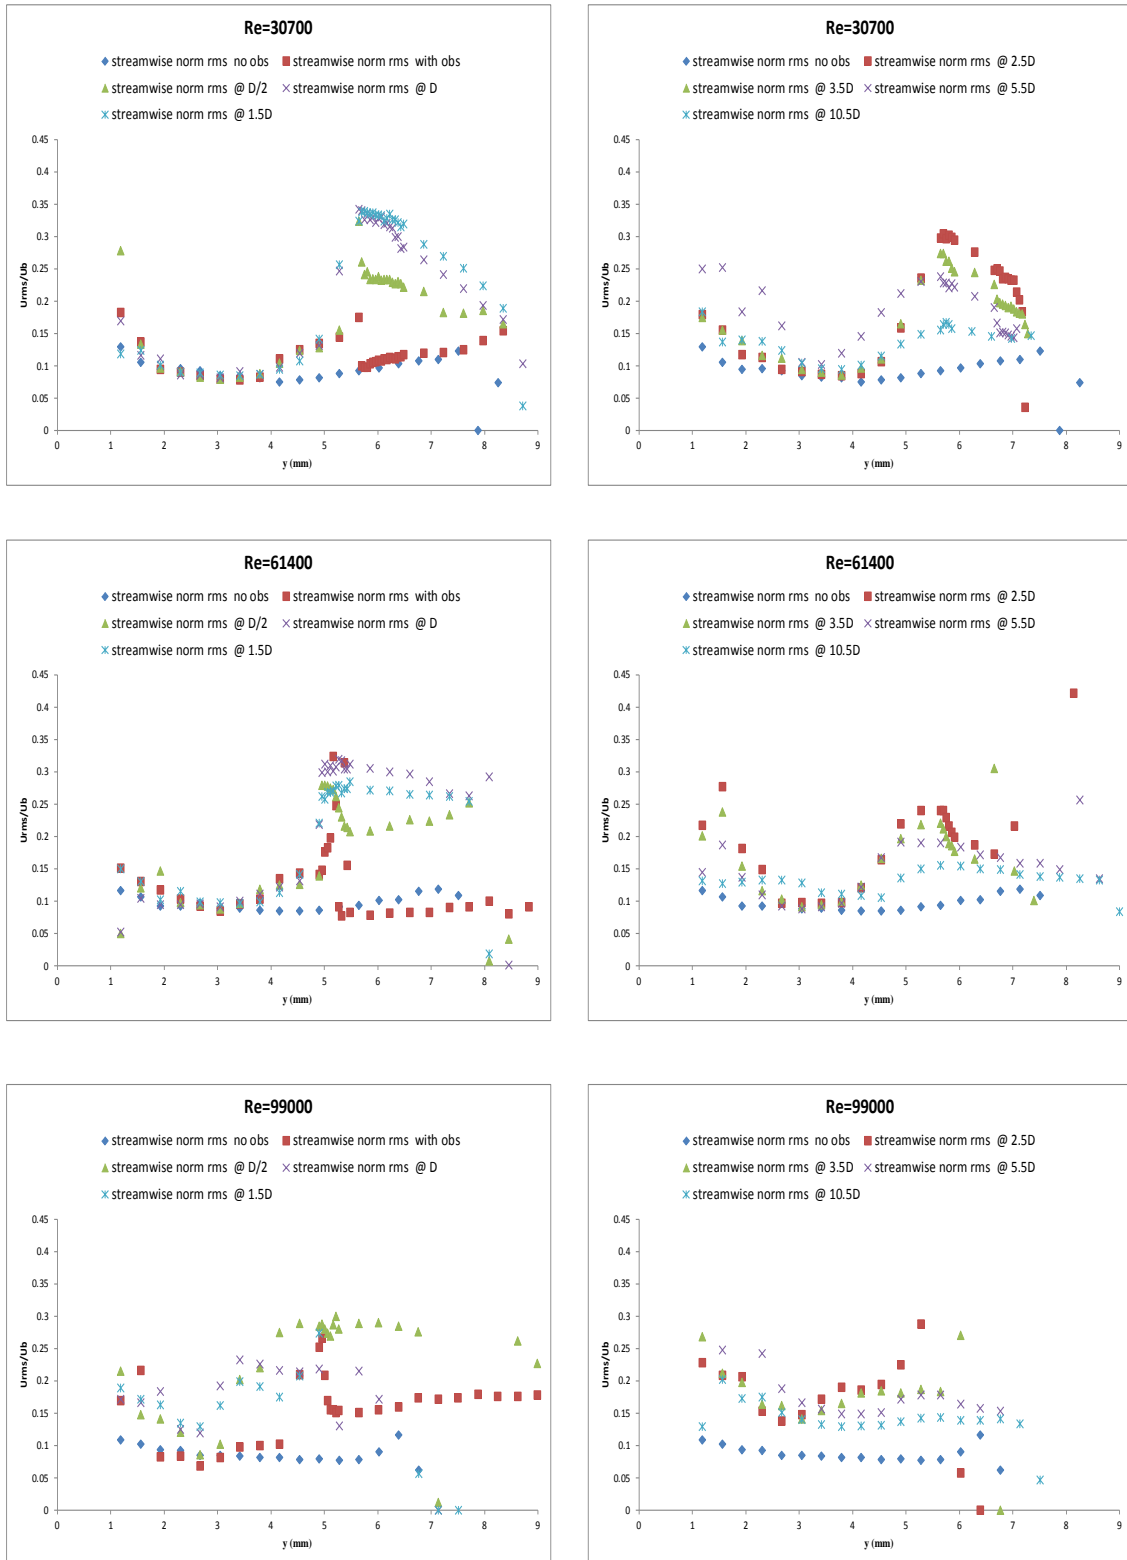 Re=30700
streamwise norm rms no obs streamwise norm rms with obs
streamwise norm rms @ D/2 streamwise norm rms @ D
streamwise norm rms @ 1.5D
0.45
0.4
0.35
0.3
0.25
0.2
0.15
0.1
0.05
0
Urms/Ub
0 1 2 3 4 5 6 7 8 9
y (mm)
Re=30700
streamwise norm rms no obs streamwise norm rms @ 2.5D
streamwise norm rms @ 3.5D streamwise norm rms @ 5.5D
streamwise norm rms @ 10.5D
0.45
0.4
0.35
0.3
0.25
0.2
0.15
0.1
0.05
0
Urms/Ub
0 1 2 3 4 5 6 7 8 9
y (mm)
Re=61400
streamwise norm rms no obs streamwise norm rms with obs
streamwise norm rms @ D/2 streamwise norm rms @ D
streamwise norm rms @ 1.5D
0.45
0.4
0.35
0.3
0.25
0.2
0.15
0.1
0.05
0
Urms/Ub
0 1 2 3 4 5 6 7 8 9
y (mm)
Re=61400
streamwise norm rms no obs streamwise norm rms @ 2.5D
streamwise norm rms @ 3.5D streamwise norm rms @ 5.5D
streamwise norm rms @ 10.5D
0.45
0.4
0.35
0.3
0.25
0.2
0.15
0.1
0.05
0
Urms/Ub
0 1 2 3 4 5 6 7 8 9
y (mm)
Re=99000
streamwise norm rms no obs streamwise norm rms with obs
streamwise norm rms @ D/2 streamwise norm rms @ D
streamwise norm rms @ 1.5D
0.45
0.4
0.35
0.3
0.25
0.2
0.15
0.1
0.05
0
Urms/Ub
0 1 2 3 4 5 6 7 8 9
y (mm)
Re=99000
streamwise norm rms no obs streamwise norm rms @ 2.5D
streamwise norm rms @ 3.5D streamwise norm rms @ 5.5D
streamwise norm rms @ 10.5D
0.45
0.4
0.35
0.3
0.25
0.2
0.15
0.1
0.05
0
Urms/Ub
0 1 2 3 4 5 6 7 8 9
y (mm)